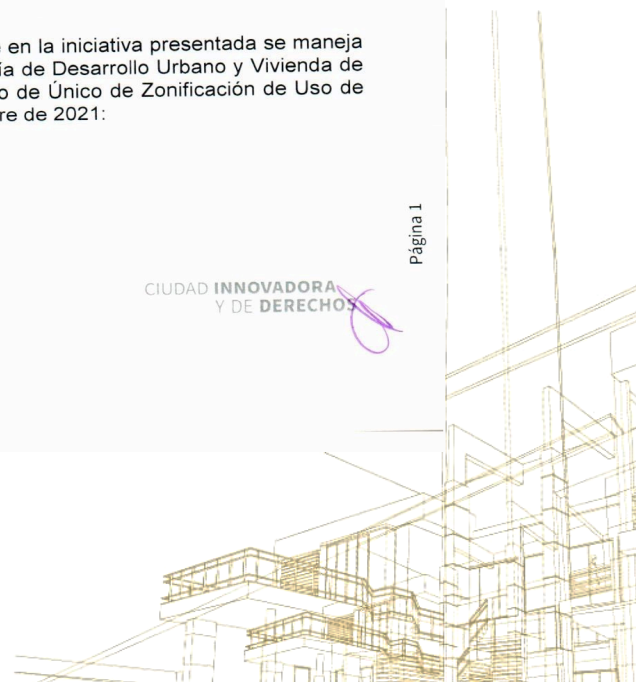 en la iniciativa presentada se maneja
ía de Desarrollo Urbano y Vivienda de
o de Único de Zonificación de Uso de
re de 2021:
Página 1
CIUDAD INNOVADORA
Y DE DERECHOS